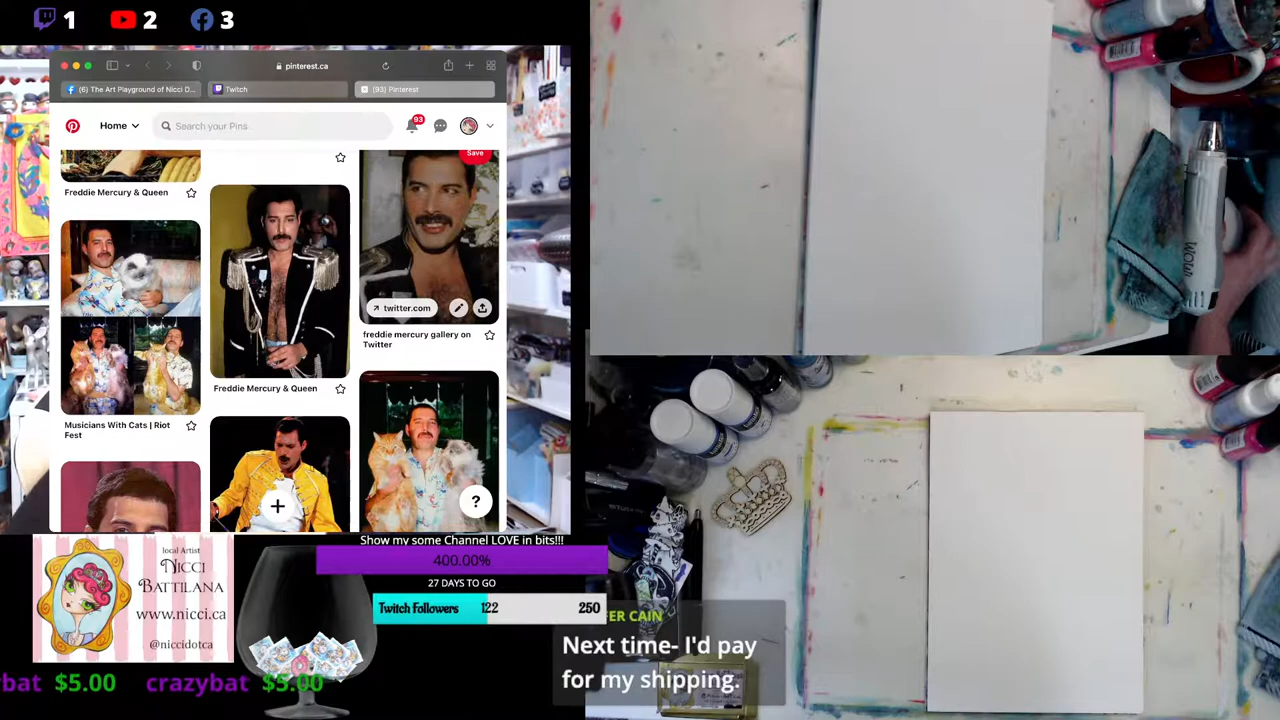 1
2
3
pinterest.ca
(6) The Art Playground of Nicci D...
Twitch
(93) Pinterest
Home
Search your Pins
93
Freddie Mercury & Queen
Save
twitter.com
freddie mercury gallery on
Twitter
Freddie Mercury & Queen
Musicians With Cats | Riot
Fest
+
?
local Artist
Nicci
Battilana
www.nicci.ca
@niccidotca
Show my some Channel LOVE in bits!!!
400.00%
27 DAYS TO GO
Twitch Followers 122 250
FER CAIN
Next time- I'd pay
for my shipping.
ybat $5.00 crazybat $5.00